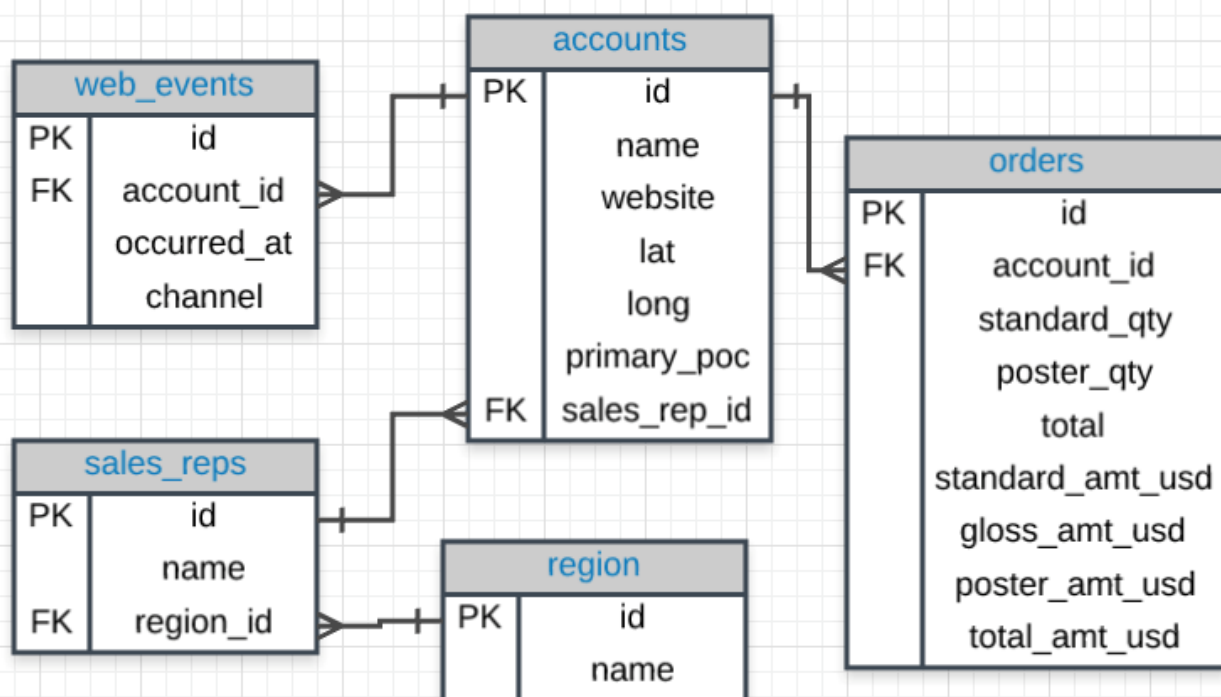 accounts
PK id
name
website
lat
long
primary_poc
FK sales_rep_id
web_events
PK id
FK account_id
occurred_at
channel
orders
PK id
FK account_id
standard_qty
poster_qty
total
standard_amt_usd
gloss_amt_usd
poster_amt_usd
total_amt_usd
sales_reps
PK id
name
FK region_id
region
PK id
name